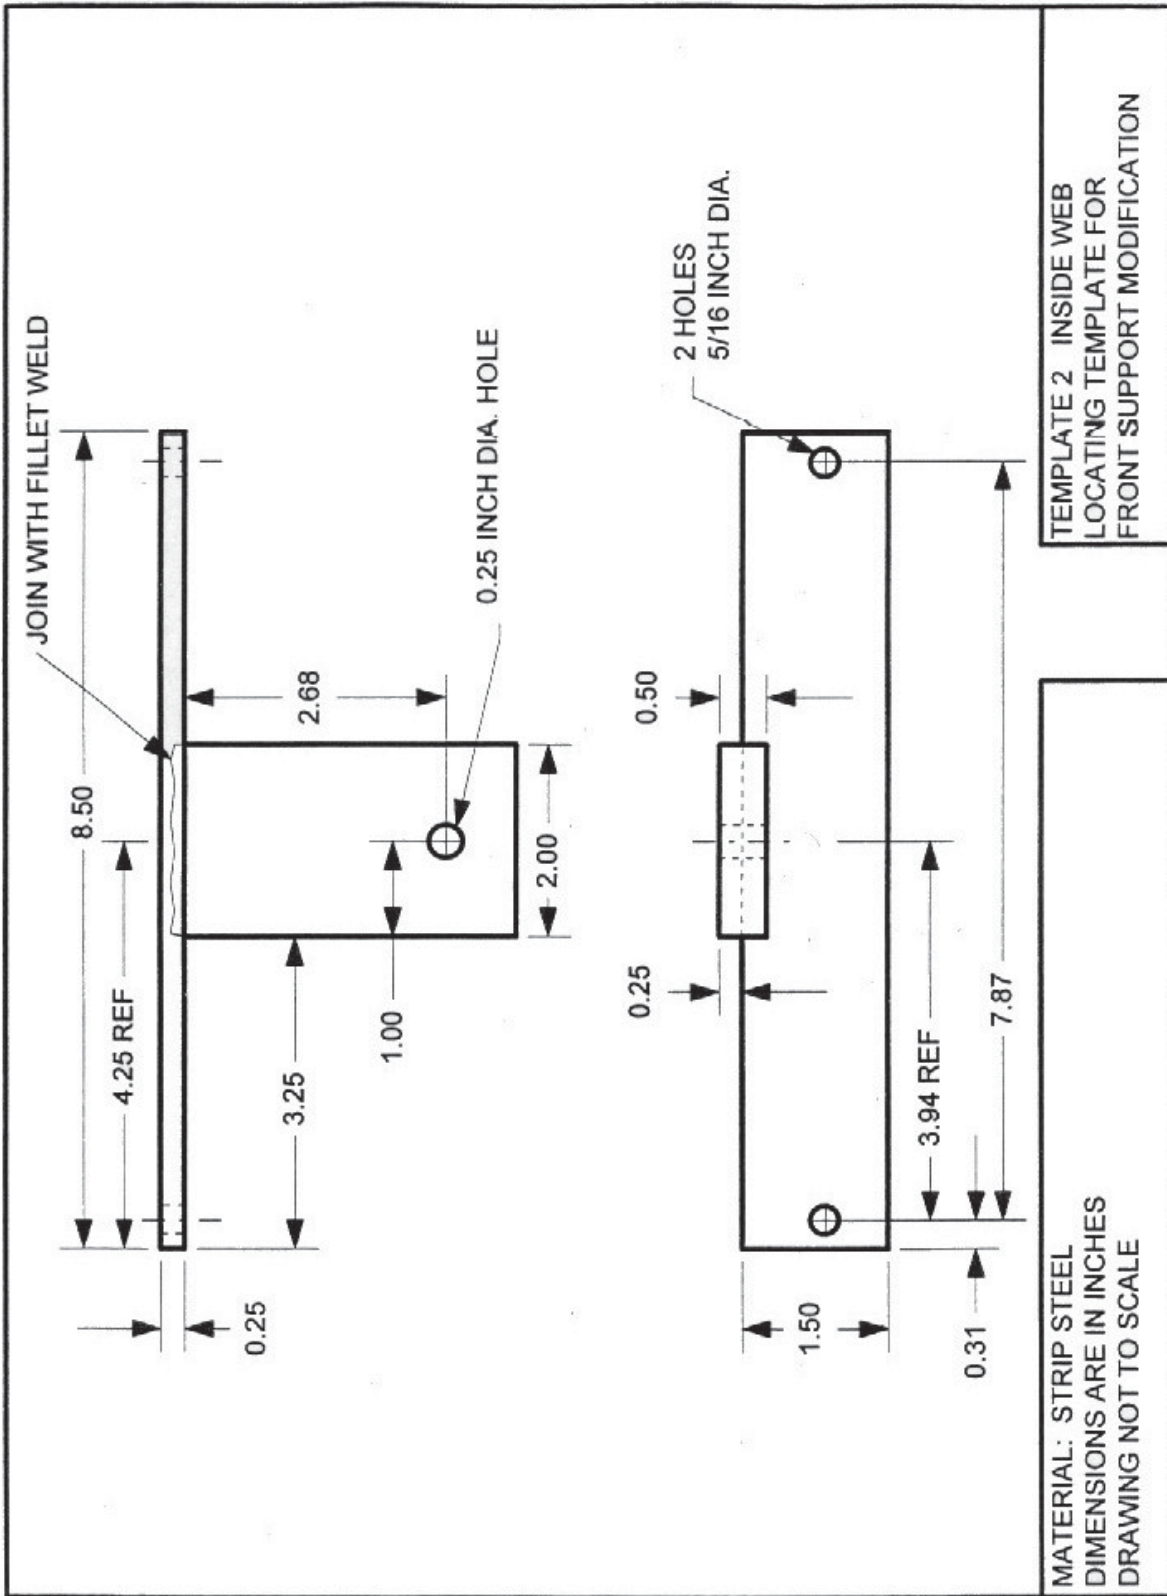 JOIN WITH FILLET WELD
8.50
4.25 REF
0.25
2.68
0.25 INCH DIA. HOLE
3.25
1.00
2.00
2 HOLES
5/16 INCH DIA.
0.50
0.25
1.50
3.94 REF
7.87
0.31
MATERIAL: STRIP STEEL
DIMENSIONS ARE IN INCHES
DRAWING NOT TO SCALE
TEMPLATE 2 INSIDE WEB
LOCATING TEMPLATE FOR
FRONT SUPPORT MODIFICATION